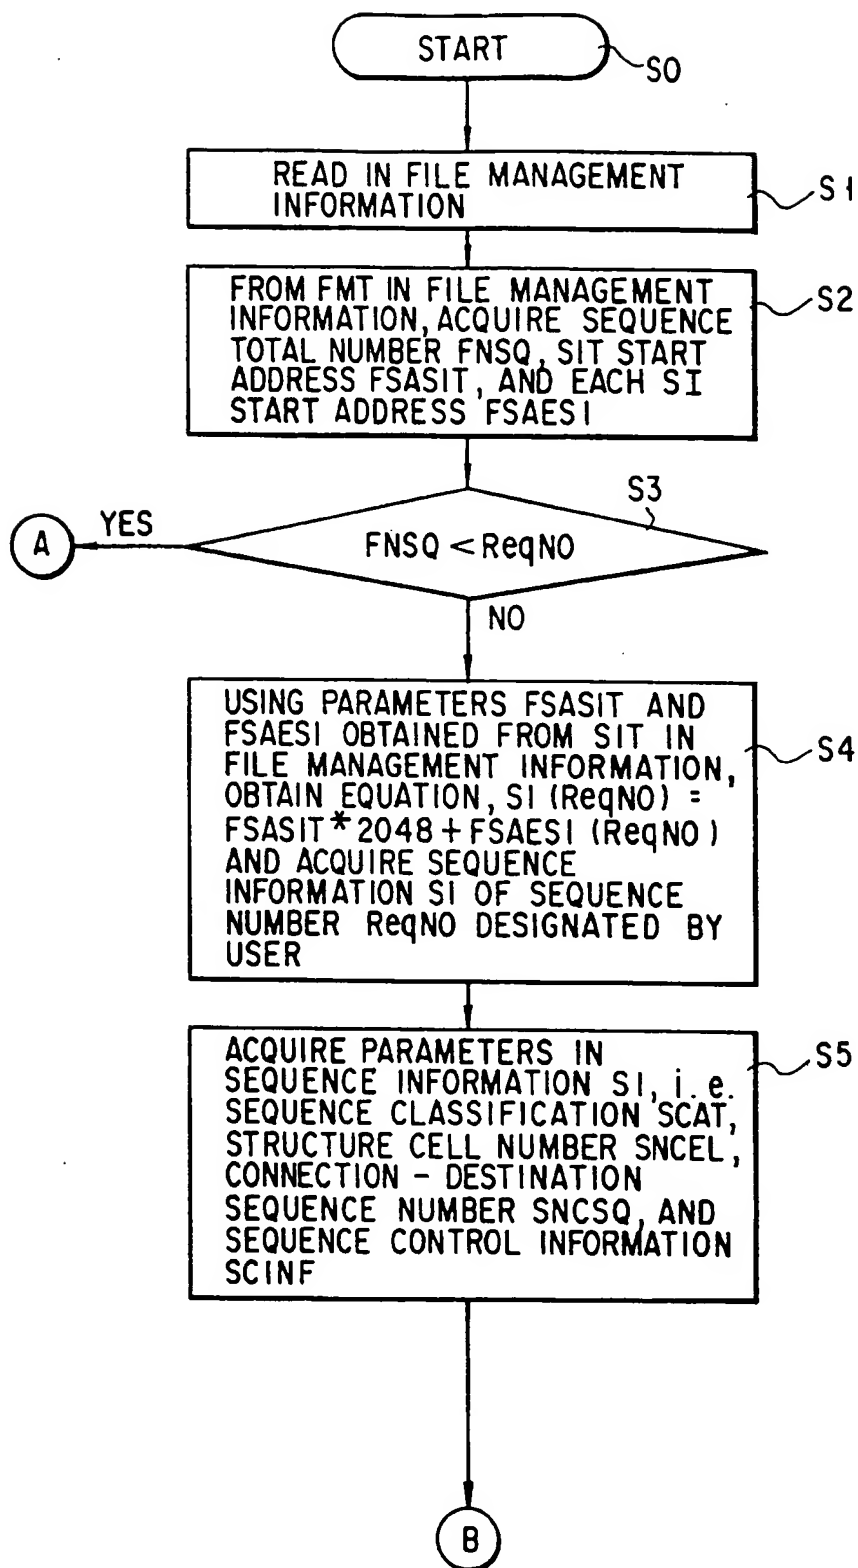 START
S0
READ IN FILE MANAGEMENT
INFORMATION
S1
FROM FMT IN FILE MANAGEMENT
INFORMATION, ACQUIRE SEQUENCE
TOTAL NUMBER FNSQ, SIT START
ADDRESS FSASIT, AND EACH SI
START ADDRESS FSAESI
S2
S3
FNSQ < ReqNO
YES
A
NO
USING PARAMETERS FSASIT AND
FSAESI OBTAINED FROM SIT IN
FILE MANAGEMENT INFORMATION,
OBTAIN EQUATION, SI (ReqNO) =
FSASIT * 2048 + FSAESI (ReqNO)
AND ACQUIRE SEQUENCE
INFORMATION SI OF SEQUENCE
NUMBER ReqNO DESIGNATED BY
USER
S4
ACQUIRE PARAMETERS IN
SEQUENCE INFORMATION SI, i.e.
SEQUENCE CLASSIFICATION SCAT,
STRUCTURE CELL NUMBER SNCEL,
CONNECTION - DESTINATION
SEQUENCE NUMBER SNCSQ, AND
SEQUENCE CONTROL INFORMATION
SCINF
S5
B